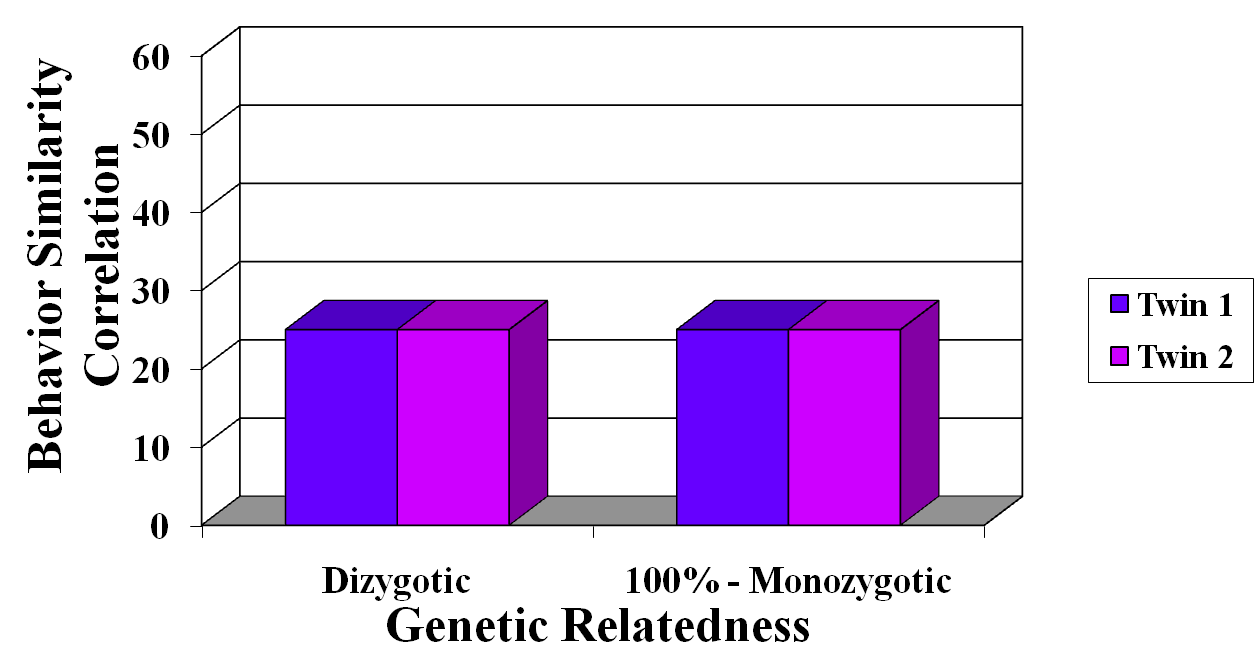 Behavior Similarity
Correlation
60
50
40
30
20
10
0
Dizygotic
100% - Monozygotic
Genetic Relatedness
Twin 1
Twin 2